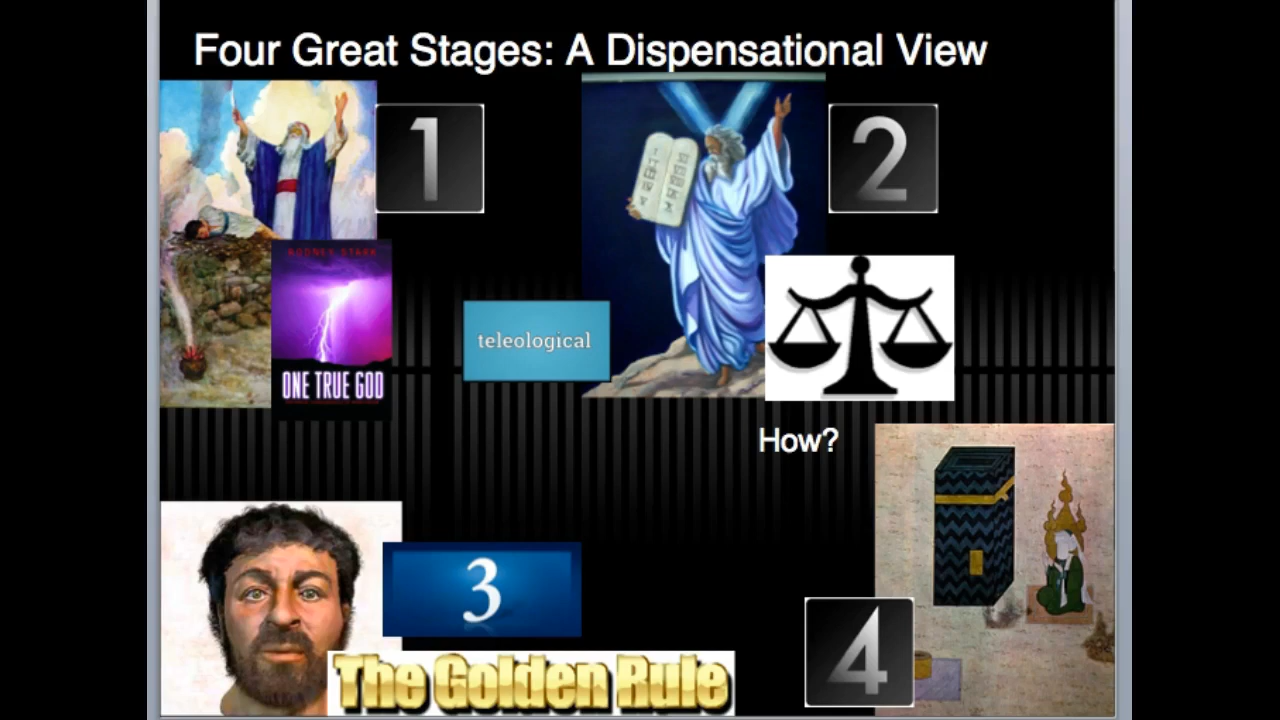 Four Great Stages: A Dispensational View
1
2
RODNEY STARK
ONE TRUE GOD
teleological
How?
3
The Golden Rule
4